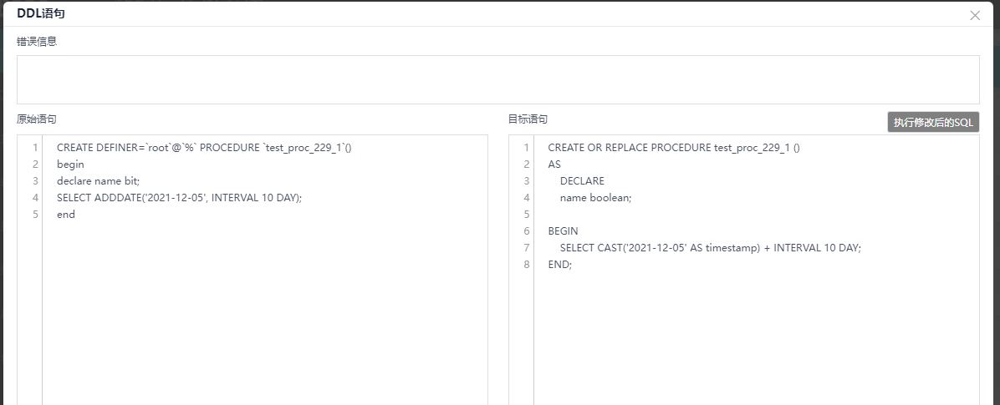 DDL语句
错误信息
原始语句
目标语句
执行修改后的SQL
1 CREATE DEFINER=`root`@`%` PROCEDURE `test_proc_229_1`()
2 begin
3 declare name bit;
4 SELECT ADDDATE('2021-12-05', INTERVAL 10 DAY);
5 end
1 CREATE OR REPLACE PROCEDURE test_proc_229_1 ()
2 AS
3 DECLARE
4 name boolean;
5
6 BEGIN
7 SELECT CAST('2021-12-05' AS timestamp) + INTERVAL 10 DAY;
8 END;